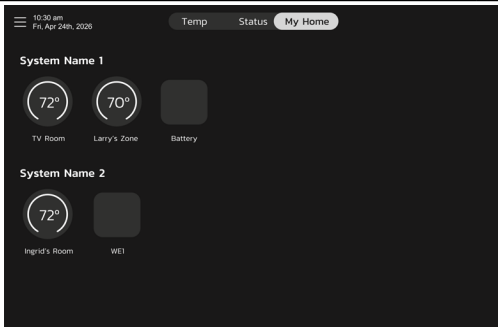 10:30 am
Fri, Apr 24th, 2026
Temp Status My Home
System Name 1
72° 70°
TV Room Larry's Zone Battery
System Name 2
72°
Ingrid's Room WE1